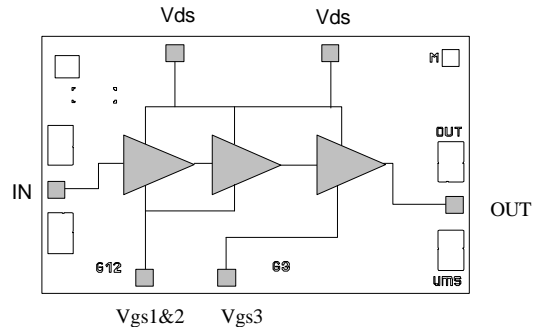 Vds Vds
M
OUT
IN
OUT
G12 G3
ums
Vgs1&2 Vgs3